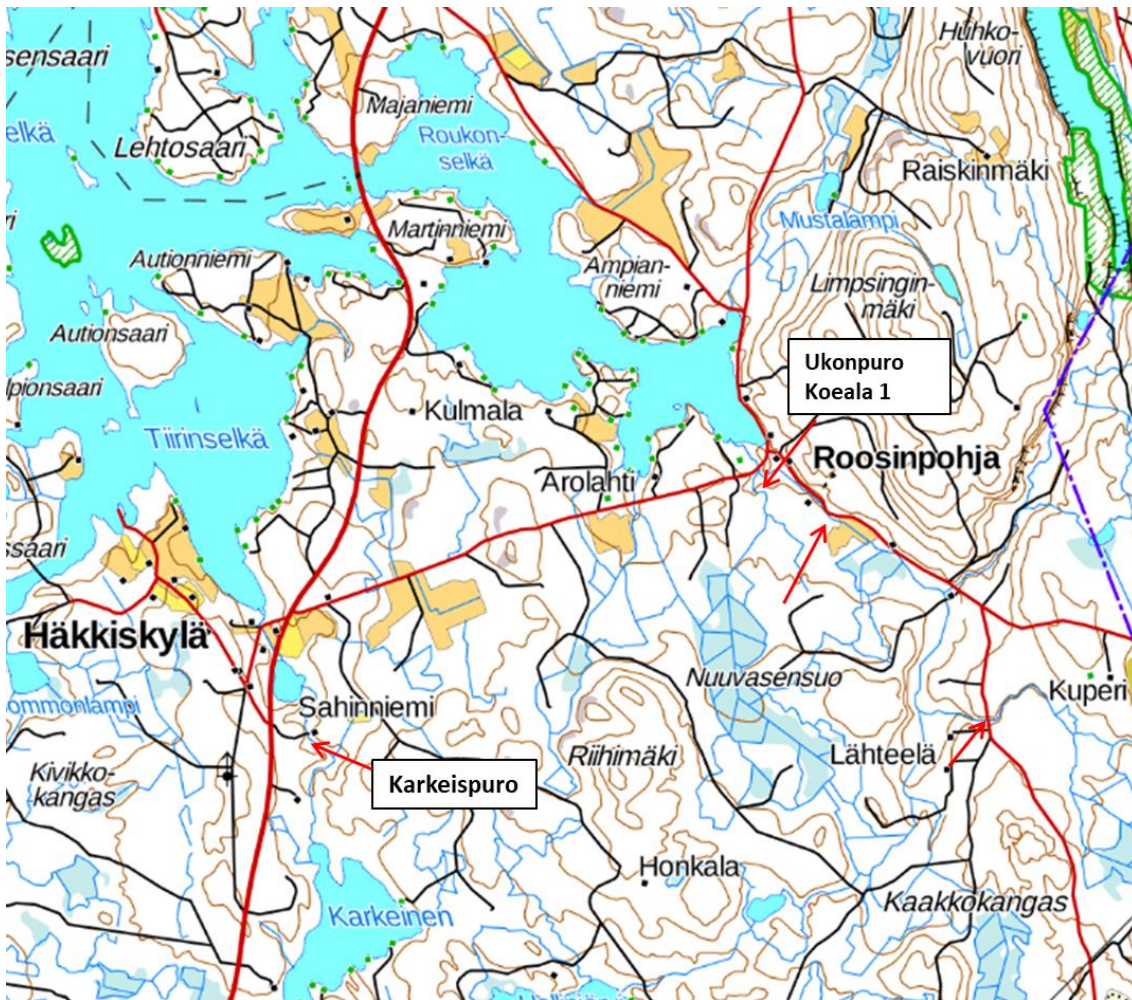 Huhko-
vuori
sensaari
Majaniemi
Roukon-
selkä
elkä
Lehtosaari
Raiskinmäki
Mustalampi
ri
Martinniemi
Autionniemi
Ampian-
niemi
Limpsingin-
mäki
Autionsaari
Ukonpuro
Koeala 1
lpionsaari
Kulmala
Tiirinselkä
Roosinpohja
Arolahti
ssaari
Häkkiskylä
Nuuvasensuo
Kuperi
ommonlampi
Sahinniemi
Riihimäki
Lähteelä
Kivikko-
kangas
Karkeispuro
Honkala
Kaakkokangas
Karkeinen